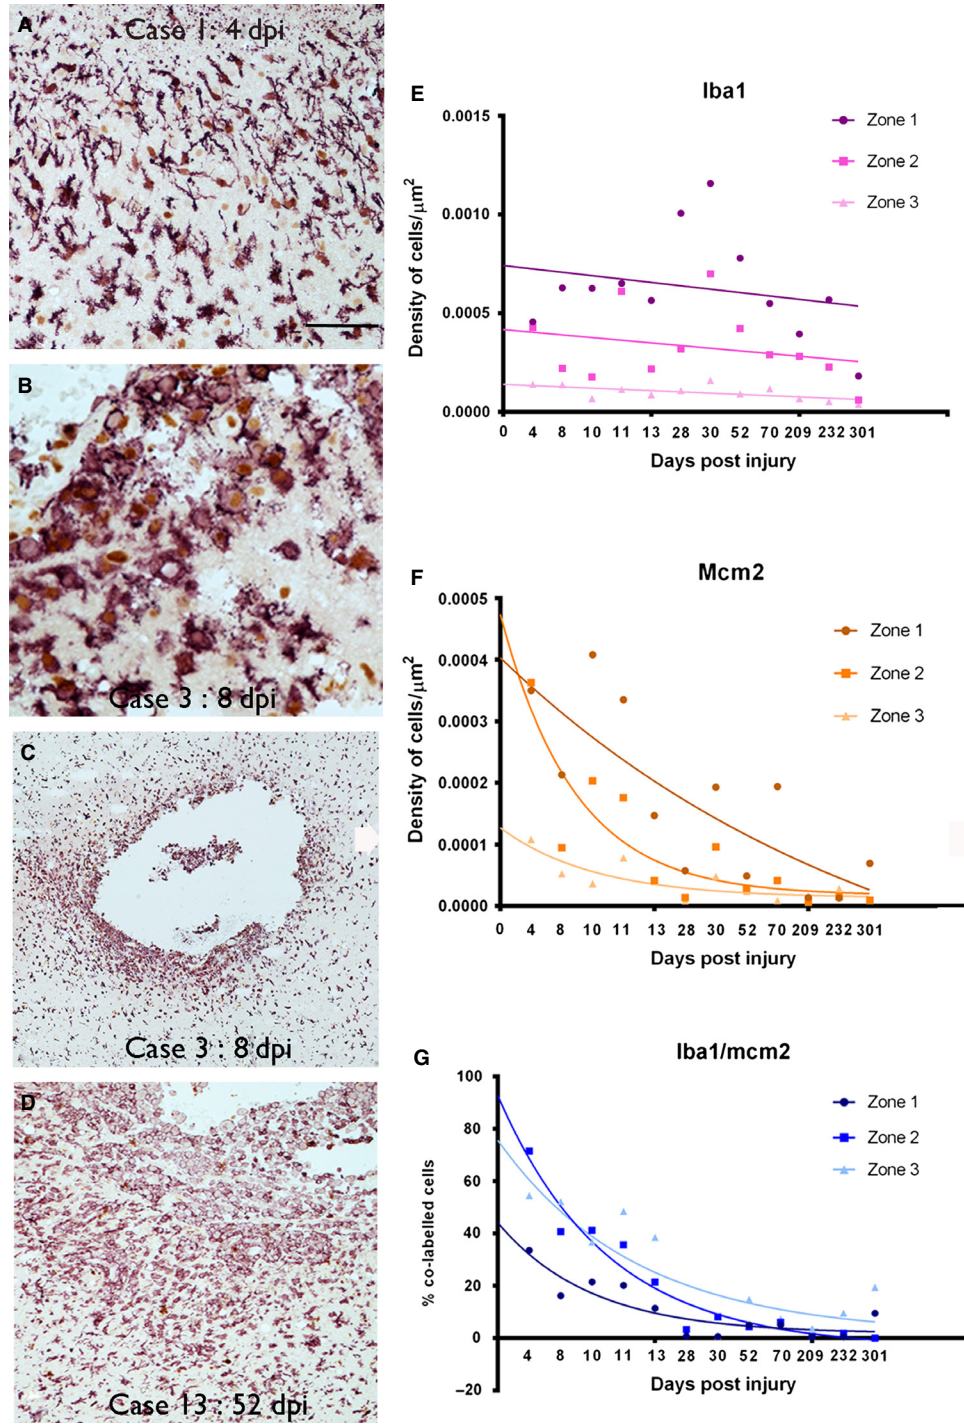 A
Case 1: 4 dpi
B
Case 3 : 8 dpi
C
Case 3 : 8 dpi
D
Case 13 : 52 dpi
E
Iba1
Zone 1
Zone 2
Zone 3
Density of cells/µm²
0.0015
0.0010
0.0005
0.0000
0 4 8 10 11 13 28 30 52 70 209 232 301
Days post injury
F
Mcm2
Zone 1
Zone 2
Zone 3
Density of cells/µm²
0.0005
0.0004
0.0003
0.0002
0.0001
0.0000
0 4 8 10 11 13 28 30 52 70 209 232 301
Days post injury
G
Iba1/mcm2
Zone 1
Zone 2
Zone 3
% co-labelled cells
100
80
60
40
20
0
−20
4 8 10 11 13 28 30 52 70 209 232 301
Days post injury